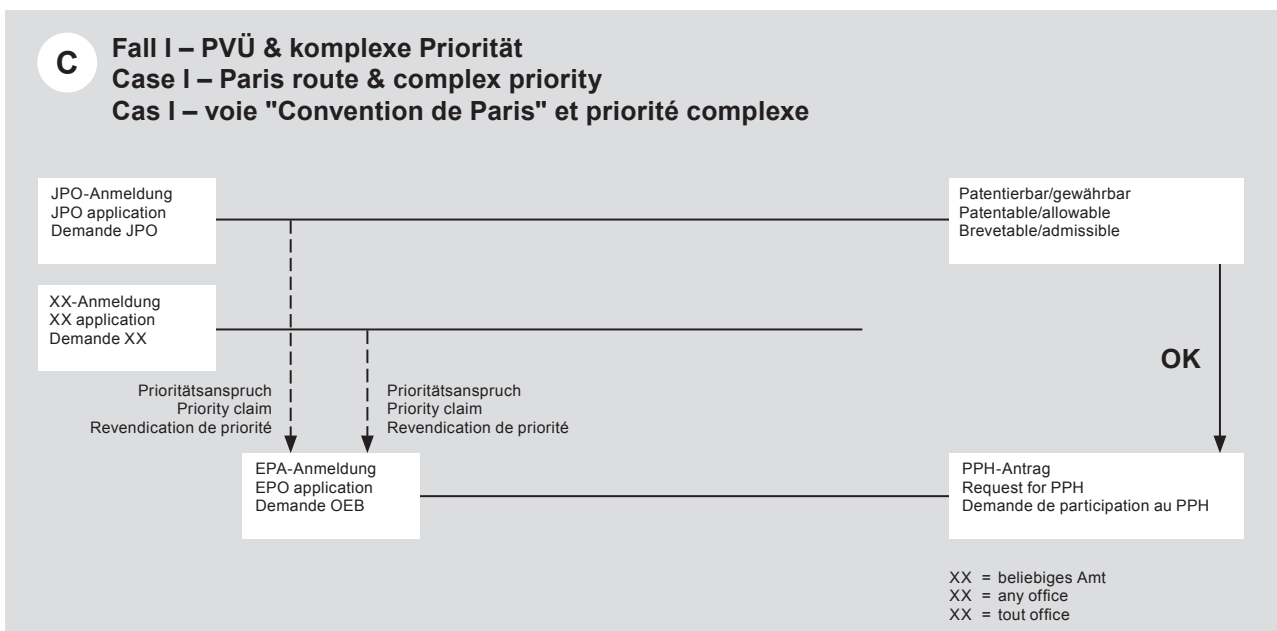 C
Fall I – PVÜ & komplexe Priorität
Case I – Paris route & complex priority
Cas I – voie "Convention de Paris" et priorité complexe
JPO-Anmeldung
JPO application
Demande JPO
Patentierbar/gewährbar
Patentable/allowable
Brevetable/admissible
XX-Anmeldung
XX application
Demande XX
OK
Prioritätsanspruch
Priority claim
Revendication de priorité
Prioritätsanspruch
Priority claim
Revendication de priorité
EPA-Anmeldung
EPO application
Demande OEB
PPH-Antrag
Request for PPH
Demande de participation au PPH
XX = beliebiges Amt
XX = any office
XX = tout office